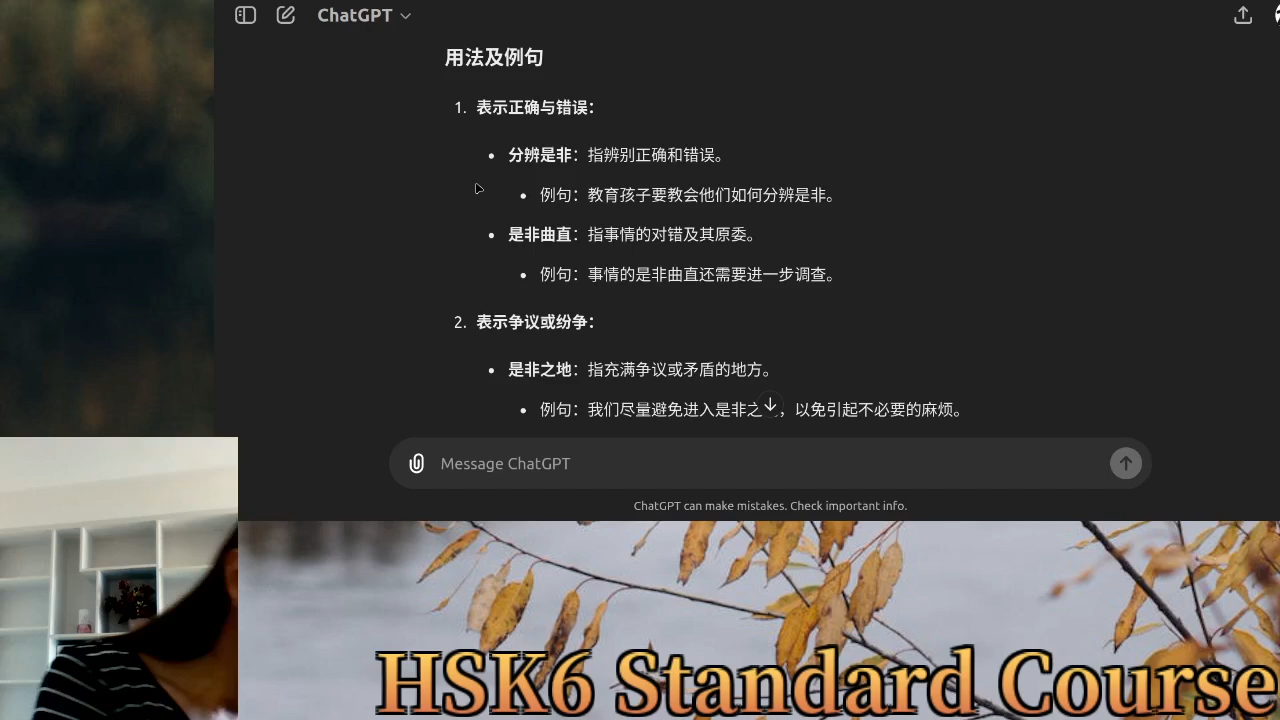 ChatGPT
用法及例句
1. 表示正确与错误：
分辨是非：指辨别正确和错误。
例句：教育孩子要教会他们如何分辨是非。
是非曲直：指事情的对错及其原委。
例句：事情的是非曲直还需要进一步调查。
2. 表示争议或纷争：
是非之地：指充满争议或矛盾的地方。
例句：我们尽量避免进入是非之，以免引起不必要的麻烦。
Message ChatGPT
ChatGPT can make mistakes. Check important info.
HSK6 Standard Course